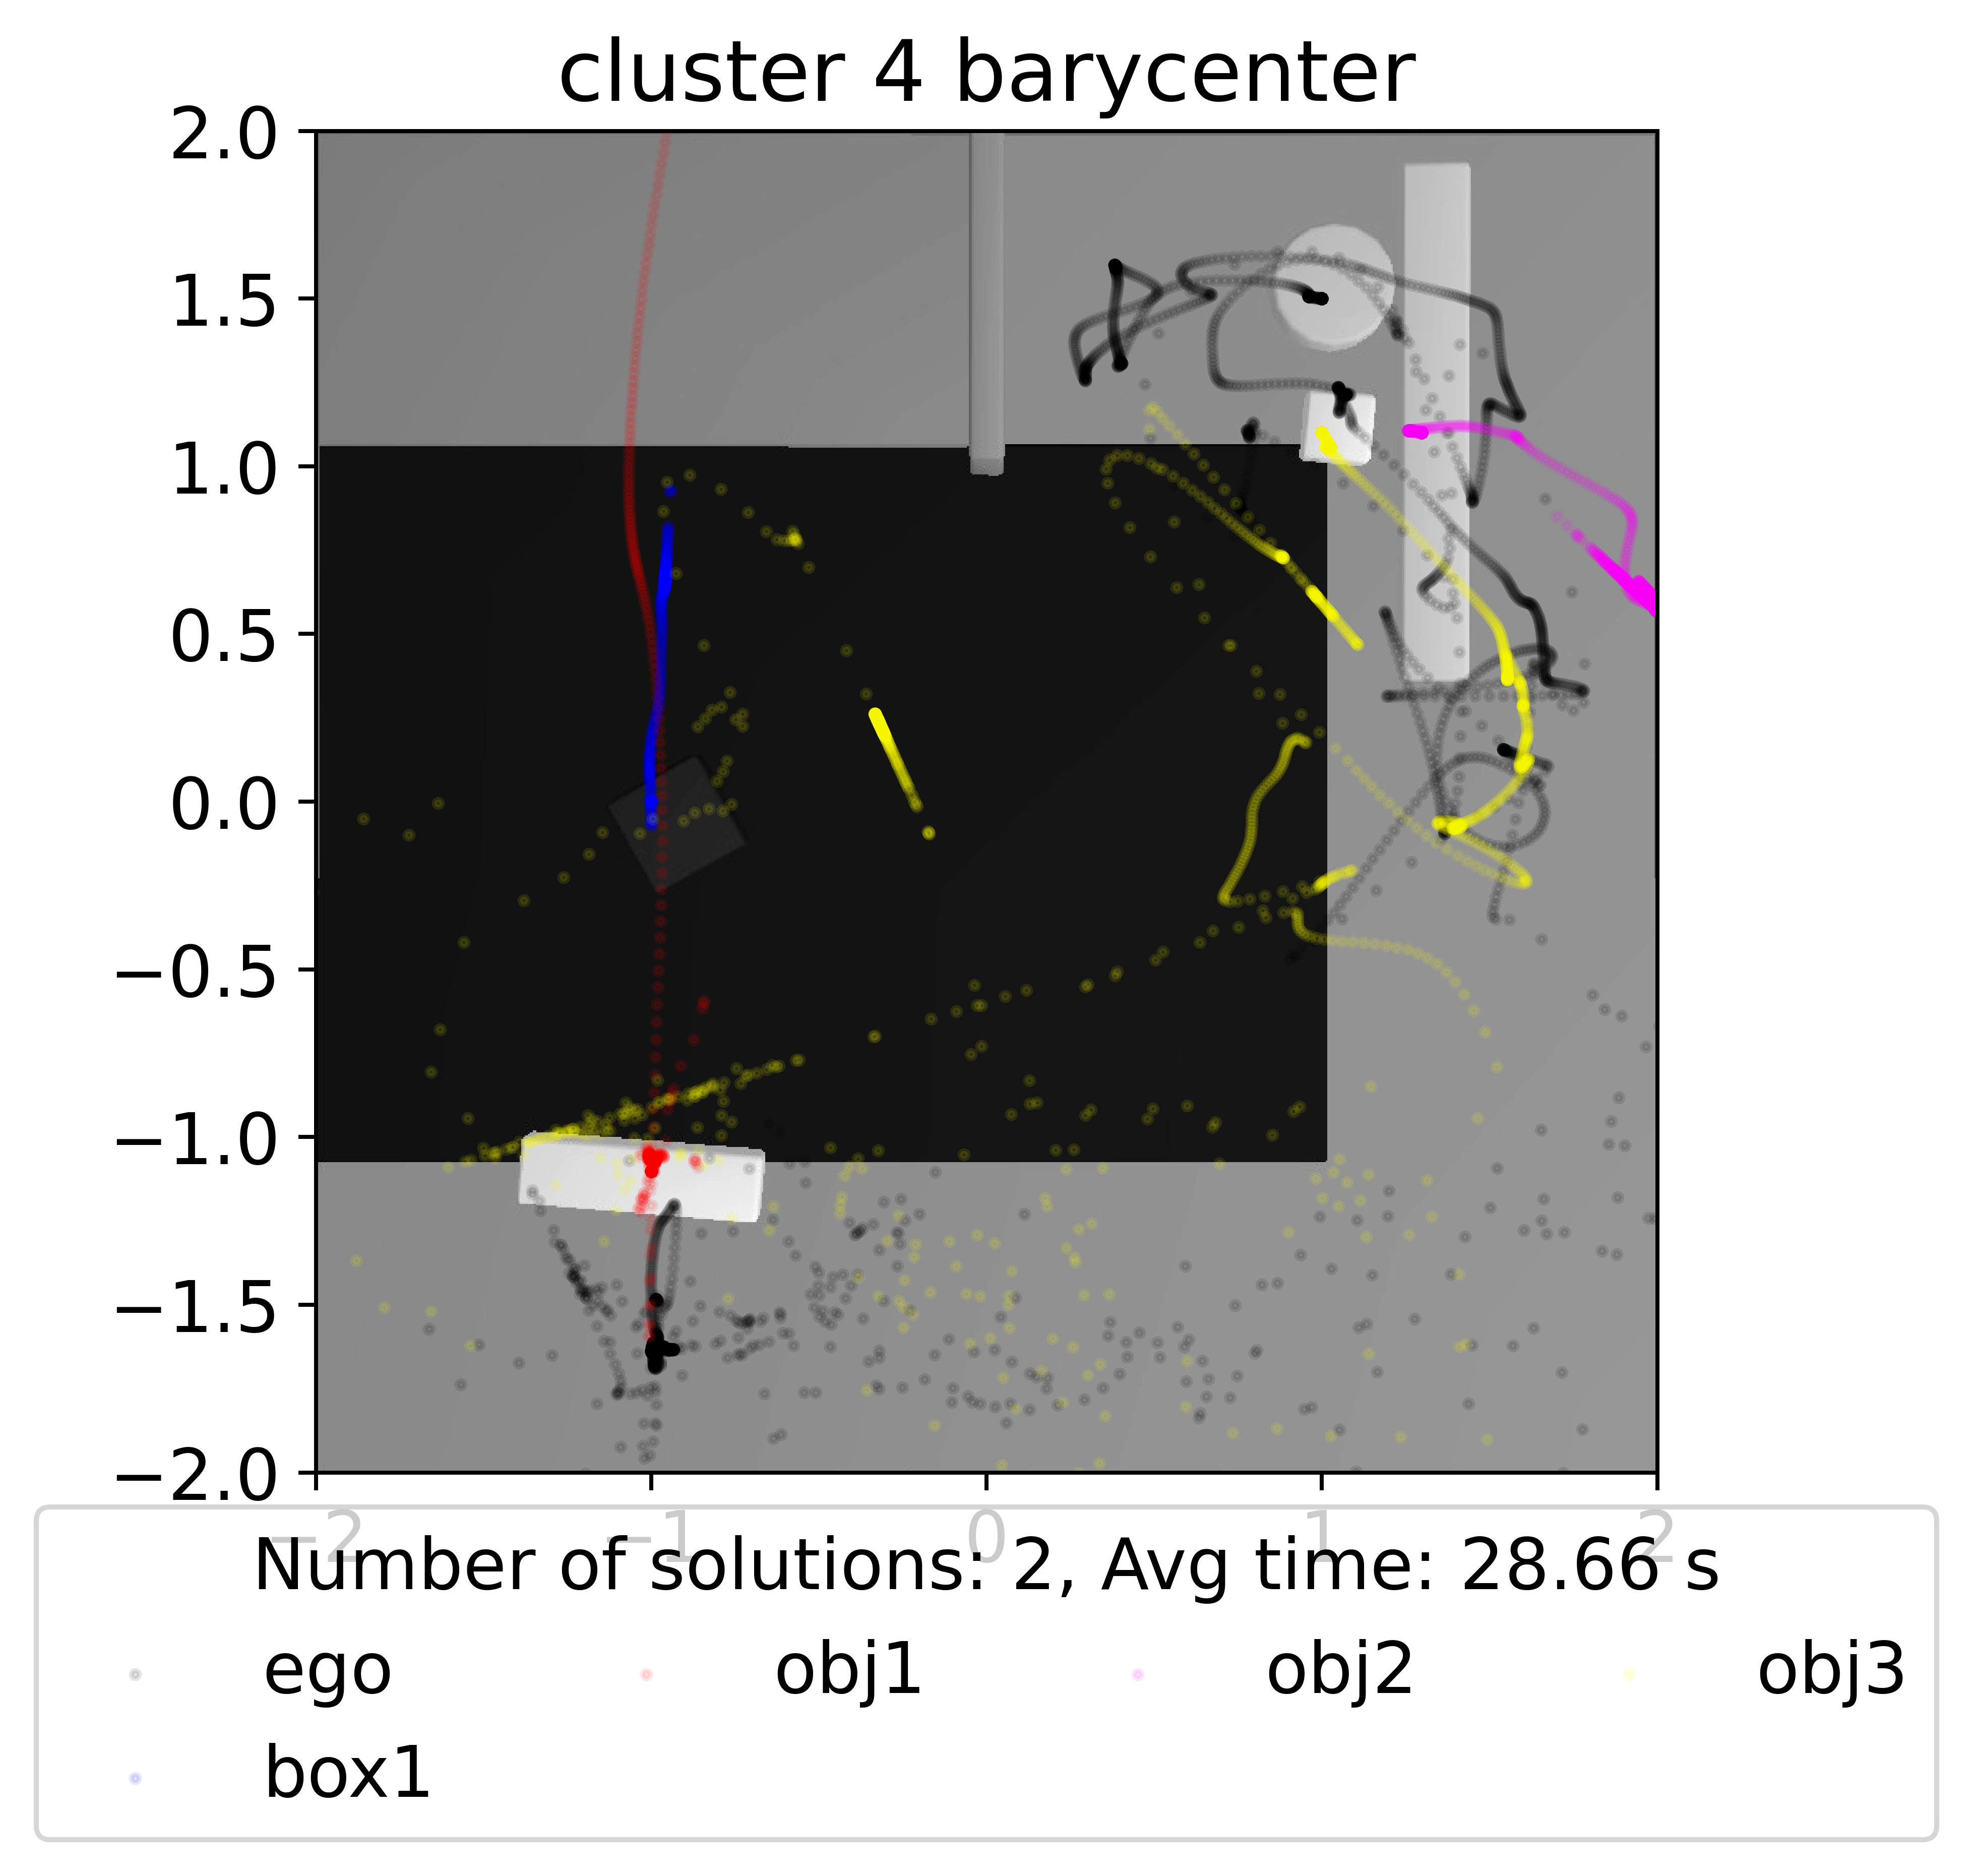 cluster 4 barycenter
2.0
1.5
1.0
0.5
0.0
−0.5
−1.0
−1.5
−2.0
−2 −1 0 1 2
Number of solutions: 2, Avg time: 28.66 s
ego obj1 obj2 obj3
box1